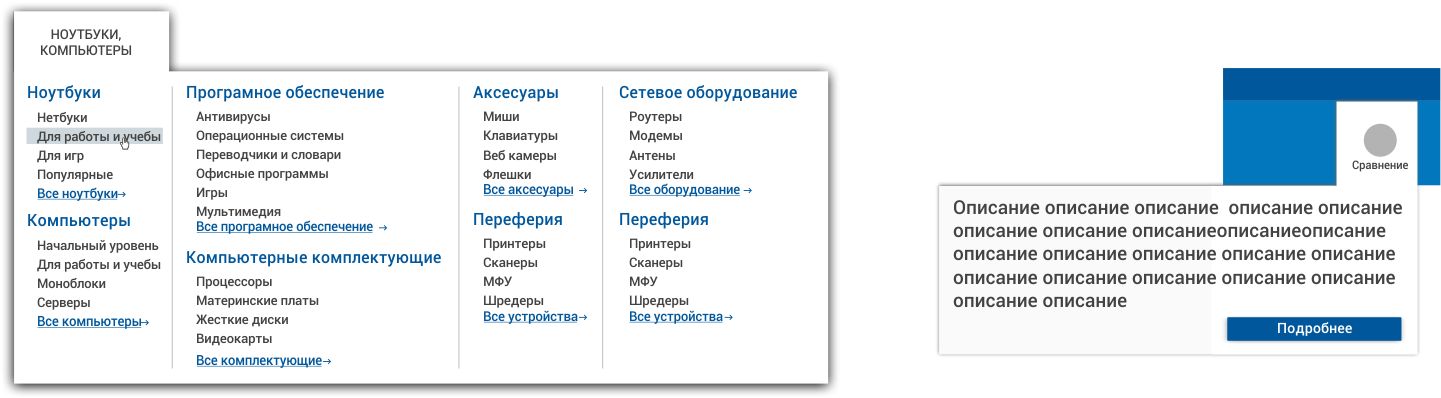 НОУТБУКИ,
КОМПЬЮТЕРЫ
Ноутбуки
Нетбуки
Для работы и учебы
Для игр
Популярные
Все ноутбуки→
Компьютеры
Начальный уровень
Для работы и учебы
Моноблоки
Серверы
Все компьютеры→
Програмное обеспечение
Антивирусы
Операционные системы
Переводчики и словари
Офисные программы
Игры
Мультимедия
Все програмное обеспечение →
Компьютерные комплектующие
Процессоры
Материнские платы
Жесткие диски
Видеокарты
Все комплектующие→
Аксесуары
Миши
Клавиатуры
Веб камеры
Флешки
Все аксесуары →
Переферия
Принтеры
Сканеры
МФУ
Шредеры
Все устройства→
Сетевое оборудование
Роутеры
Модемы
Антены
Усилители
Все оборудование →
Переферия
Принтеры
Сканеры
МФУ
Шредеры
Все устройства→
Сравнение
Описание описание описание описание описание
описание описание описаниеописаниеописание
описание описание описание описание описание
описание описание описание описание описание
описание описание
Подробнее